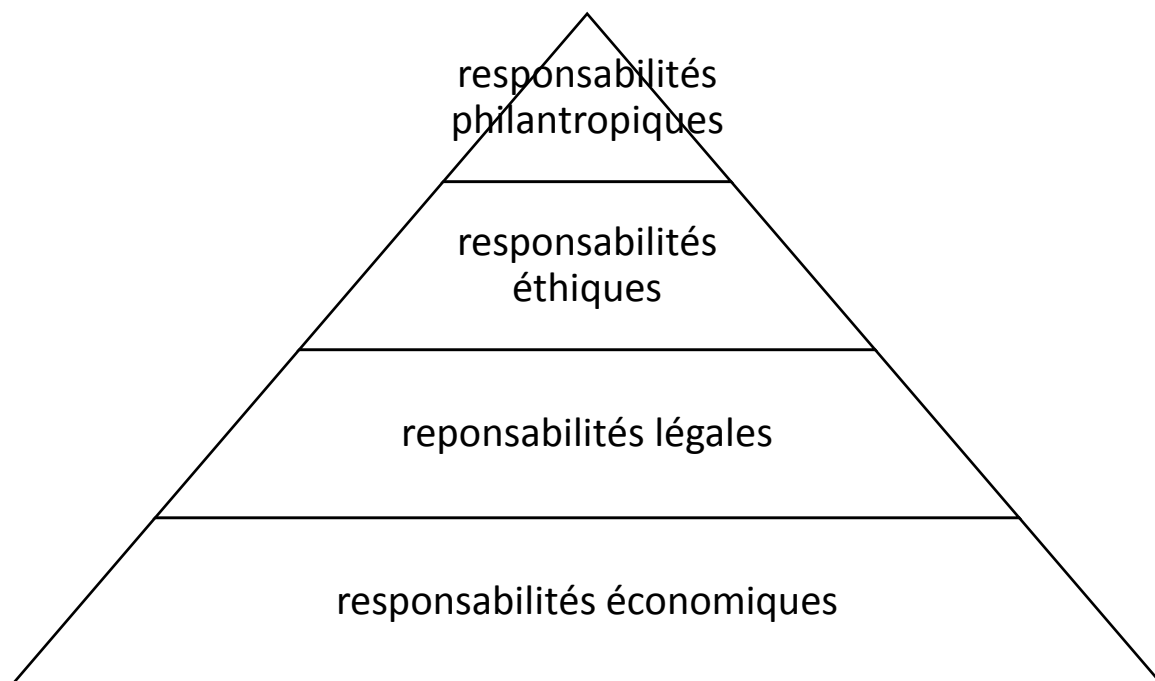 responsabilités
philantropiques
responsabilités
éthiques
reponsabilités légales
responsabilités économiques